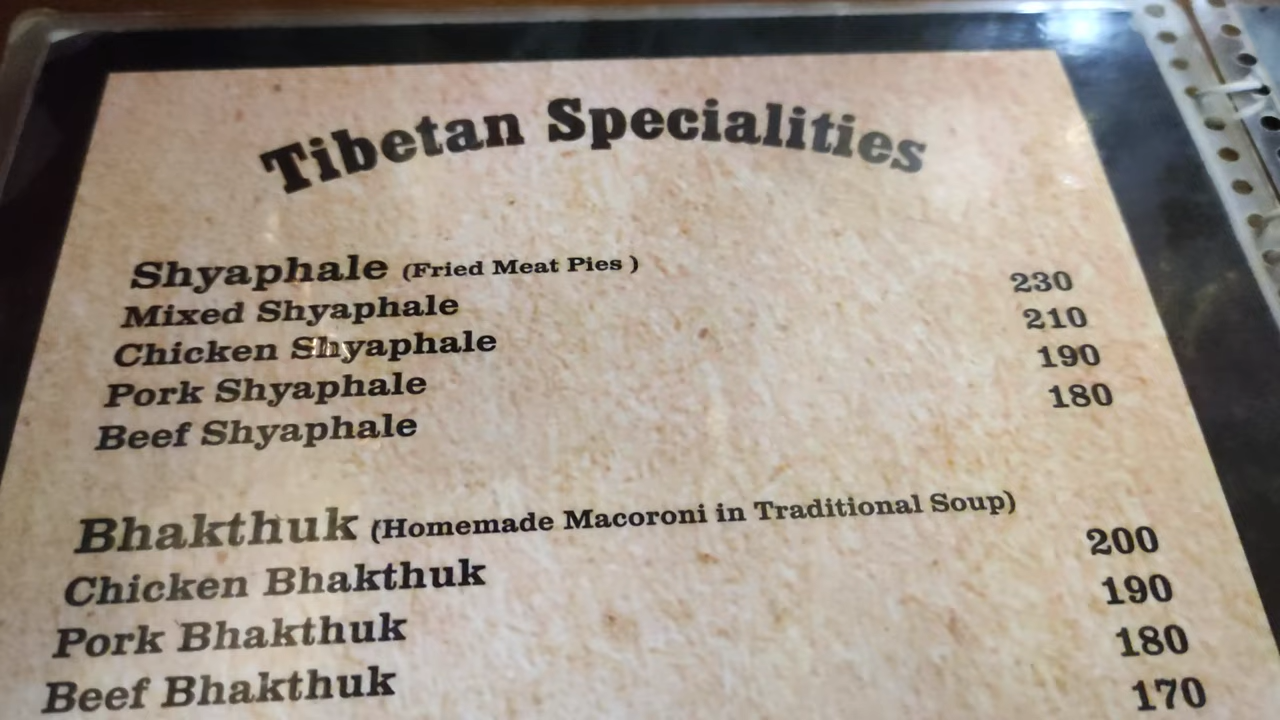 Tibetan Specialities
Shyaphale (Fried Meat Pies )
Mixed Shyaphale 230
Chicken Shyaphale 210
Pork Shyaphale 190
Beef Shyaphale 180
Bhakthuk (Homemade Macoroni in Traditional Soup)
Chicken Bhakthuk 200
Pork Bhakthuk 190
Beef Bhakthuk 180
170